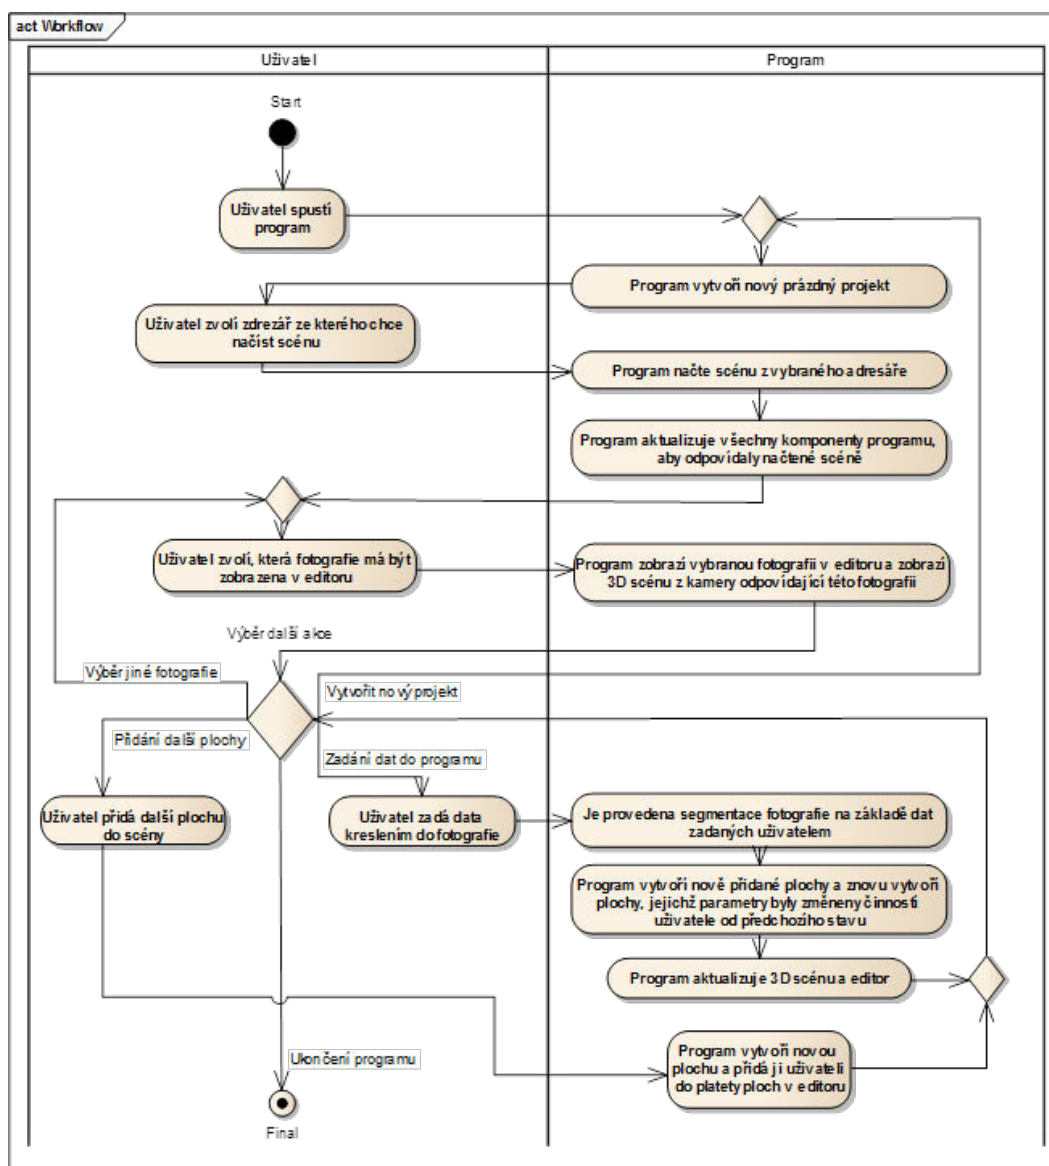 act Workflow
Uživatel
Program
Start
Uživatel spustí
program
Program vytvoří nový prázdný projekt
Uživatel zvolí zdrezář ze kterého chce
načíst scénu
Program načte scénu z vybraného adresáře
Program aktualizuje všechny komponenty programu,
aby odpovídaly načtené scéně
Uživatel zvolí, která fotografie má být
zobrazena v editoru
Program zobrazí vybranou fotografii v editoru a zobrazí
3D scénu z kamery odpovídající této fotografii
Výběr další akce
Výběr jiné fotografie
Vytvořit nový projekt
Přidání další plochy
Zadání dat do programu
Uživatel přidá další plochu
do scény
Uživatel zadá data
kreslením do fotografie
Je provedena segmentace fotografie na základě dat
zadaných uživatelem
Program vytvoří nově přidané plochy a znovu vytvoří
plochy, jejichž parametry byly změneny činností
uživatele od předchozího stavu
Program aktualizuje 3D scénu a editor
Program vytvoří novou
plochu a přidá ji uživateli
do platety ploch v editoru
Ukončení programu
Final